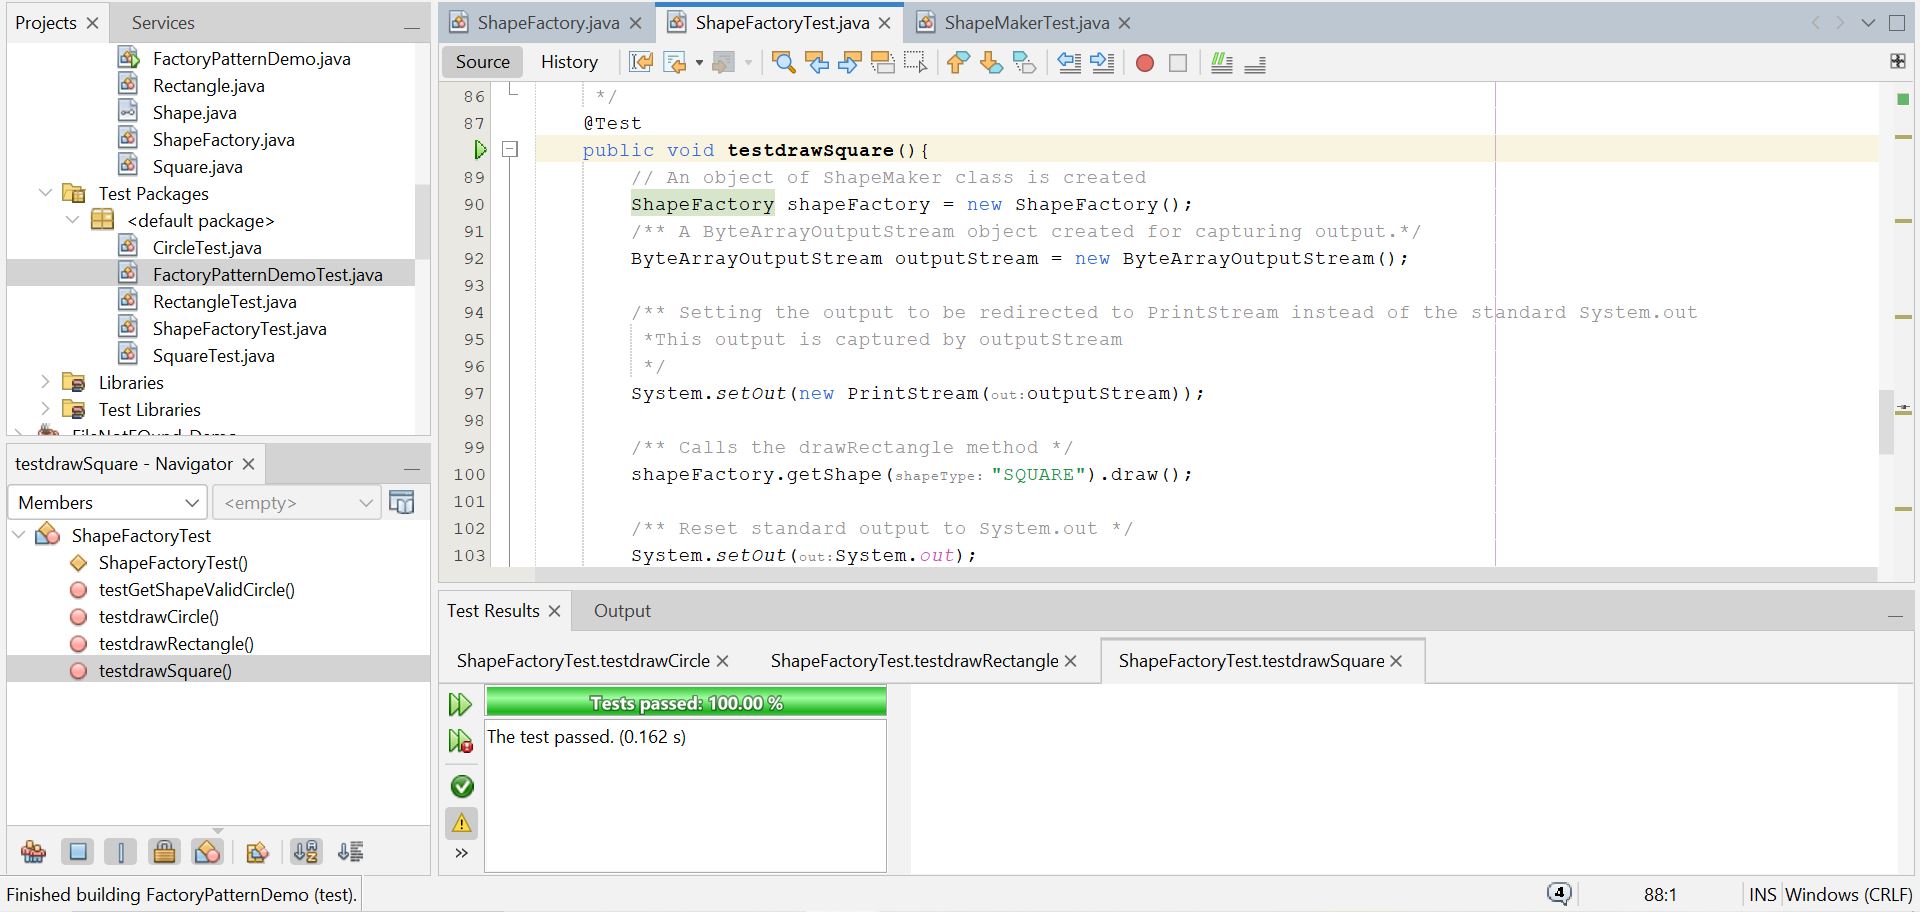 Projects
Services
FactoryPatternDemo.java
Rectangle.java
Shape.java
ShapeFactory.java
Square.java
Test Packages
<default package>
CircleTest.java
FactoryPatternDemoTest.java
RectangleTest.java
ShapeFactoryTest.java
SquareTest.java
Libraries
Test Libraries
testdrawSquare - Navigator
Members
<empty>
ShapeFactoryTest
ShapeFactoryTest()
testGetShapeValidCircle()
testdrawCircle()
testdrawRectangle()
testdrawSquare()
ShapeFactory.java
ShapeFactoryTest.java
ShapeMakerTest.java
Source
History
86 */
87 @Test
public void testdrawSquare(){
89 // An object of ShapeMaker class is created
90 ShapeFactory shapeFactory = new ShapeFactory();
91 /** A ByteArrayOutputStream object created for capturing output.*/
92 ByteArrayOutputStream outputStream = new ByteArrayOutputStream();
93
94 /** Setting the output to be redirected to PrintStream instead of the standard System.out
95 *This output is captured by outputStream
96 */
97 System.setOut(new PrintStream(out:outputStream));
98
99 /** Calls the drawRectangle method */
100 shapeFactory.getShape(shapeType: "SQUARE").draw();
101
102 /** Reset standard output to System.out */
103 System.setOut(out:System.out);
Test Results
Output
ShapeFactoryTest.testdrawCircle
ShapeFactoryTest.testdrawRectangle
ShapeFactoryTest.testdrawSquare
Tests passed: 100.00 %
The test passed. (0.162 s)
Finished building FactoryPatternDemo (test).
4
88:1
INS
Windows (CRLF)